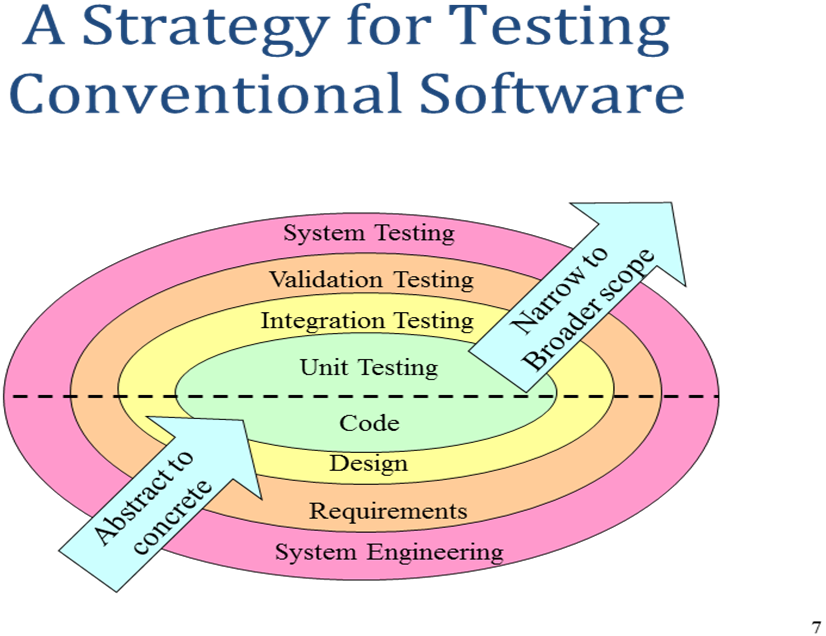 A Strategy for Testing
Conventional Software
System Testing
Validation Testing
Integration Testing
Unit Testing
Narrow to
Broader scope
Code
Design
Requirements
System Engineering
Abstract to
concrete
7